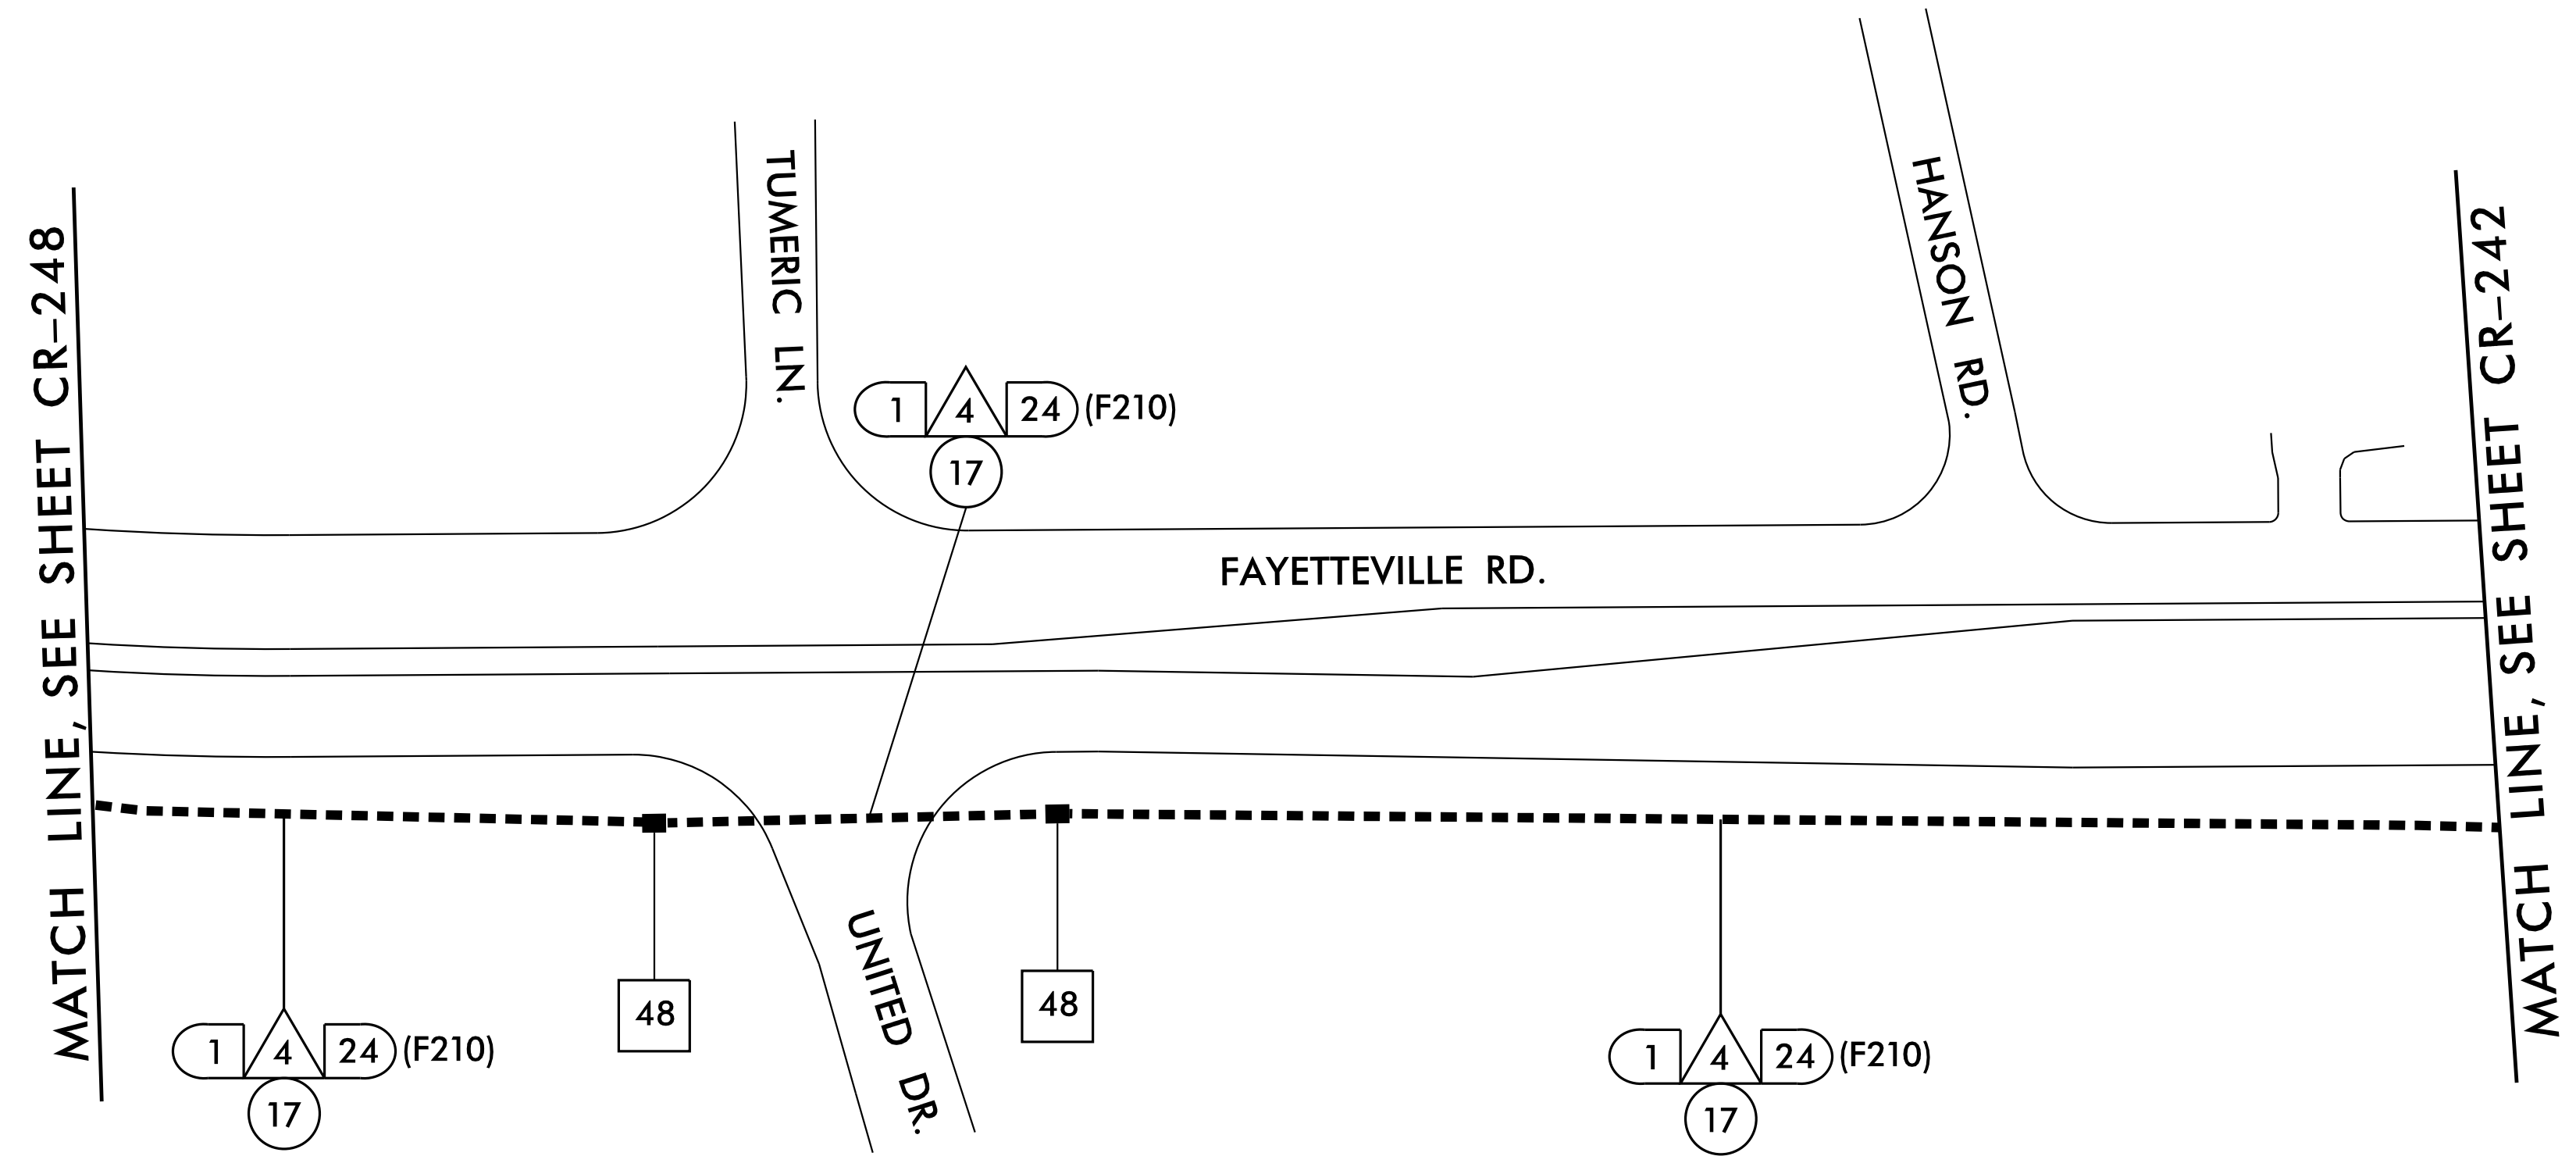 MATCH LINE, SEE SHEET CR-248
TUMERIC LN.
HANSON RD.
MATCH LINE, SEE SHEET CR-242
1 4 24 (F210)
17
FAYETTEVILLE RD.
UNITED DR.
48
48
1 4 24 (F210)
17
1 4 24 (F210)
17